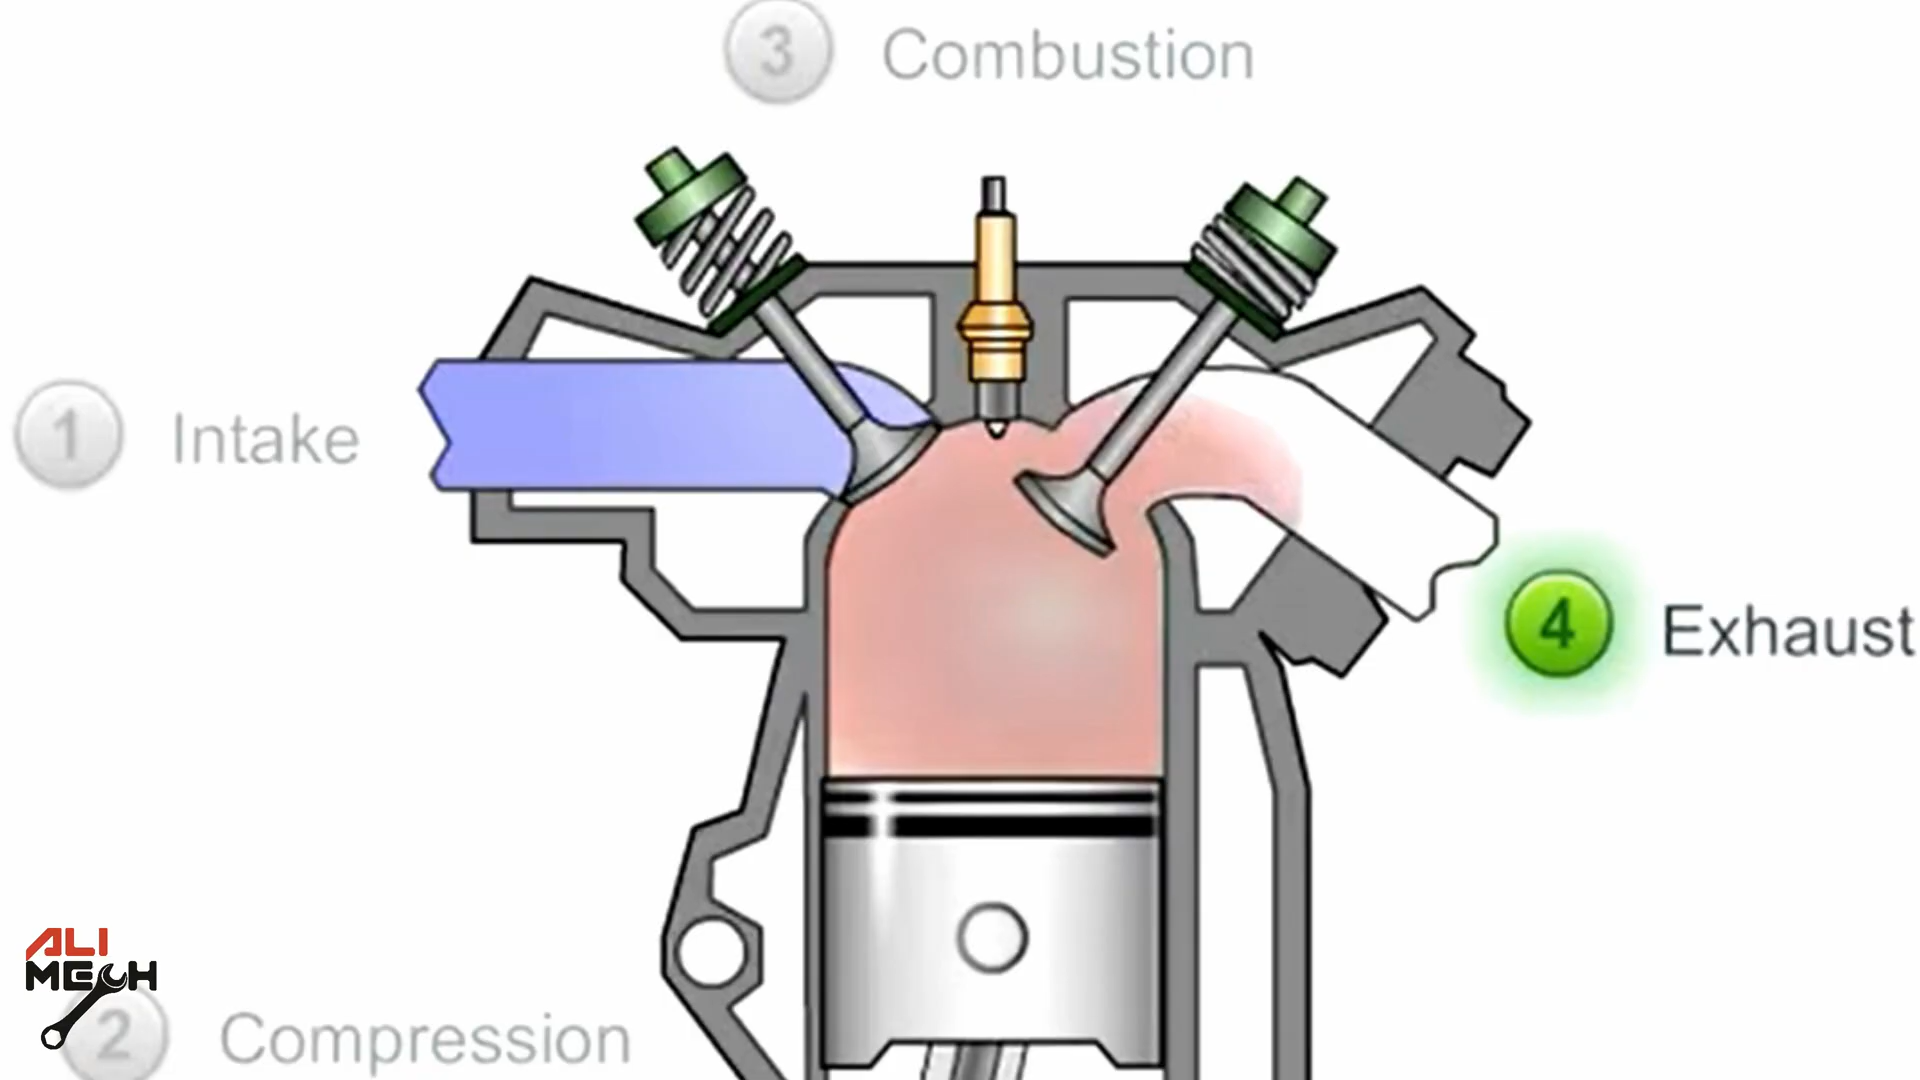 3 Combustion
1 Intake
4 Exhaust
ALI
MECH
2 Compression